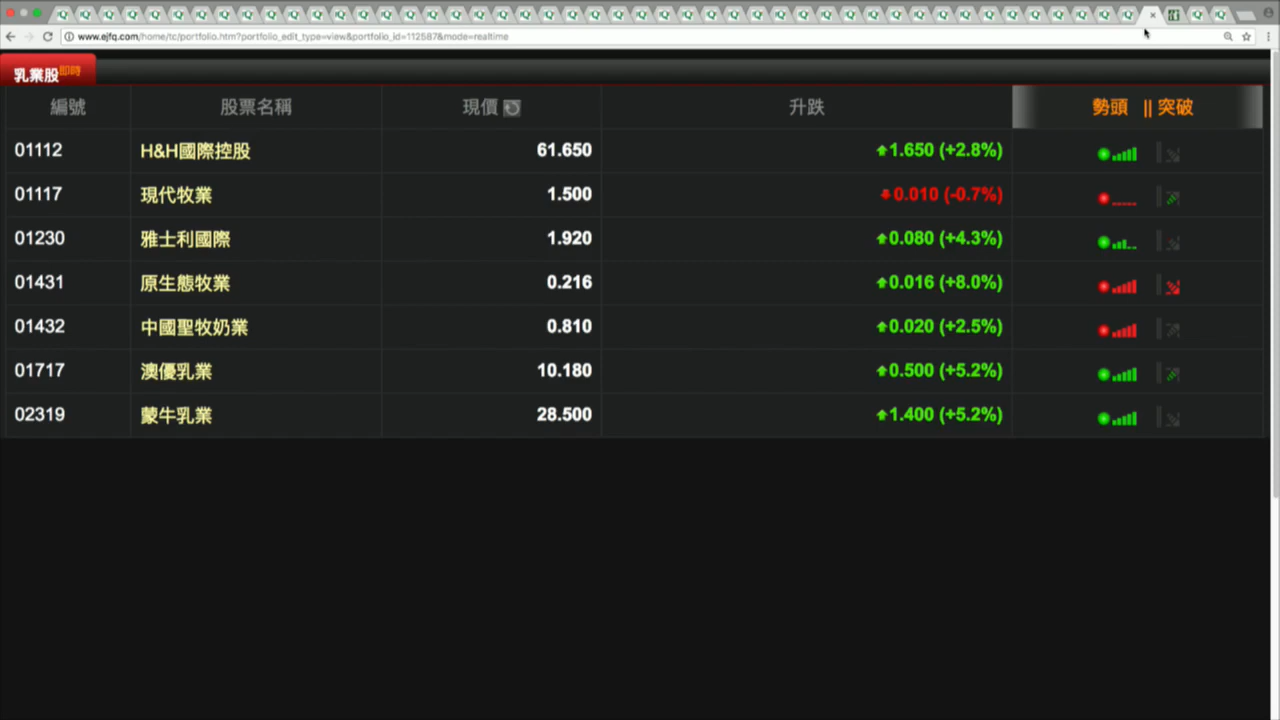 www.ejfq.com/home/tc/portfolio.htm?portfolio_edit_type=view&portfolio_id=112587&mode=realtime
乳業股即時
編號 股票名稱 現價 升跌 勢頭 || 突破
01112 H&H國際控股 61.650 1.650 (+2.8%)
01117 現代牧業 1.500 0.010 (-0.7%)
01230 雅士利國際 1.920 0.080 (+4.3%)
01431 原生態牧業 0.216 0.016 (+8.0%)
01432 中國聖牧奶業 0.810 0.020 (+2.5%)
01717 澳優乳業 10.180 0.500 (+5.2%)
02319 蒙牛乳業 28.500 1.400 (+5.2%)